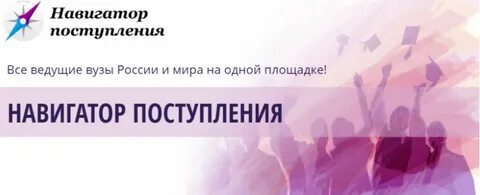 Навигатор
поступления
Все ведущие вузы России и мира на одной площадке!
НАВИГАТОР ПОСТУПЛЕНИЯ